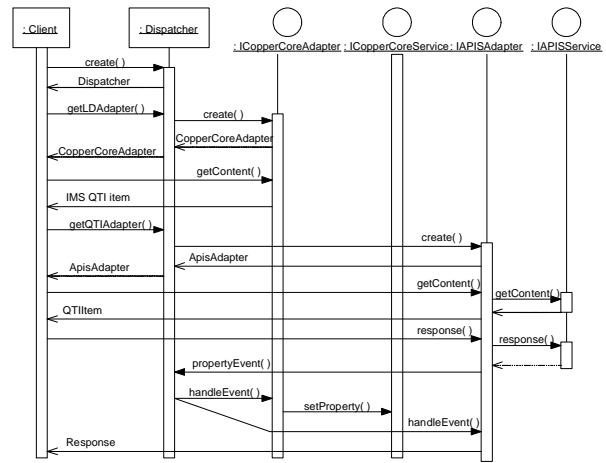 : Client
: Dispatcher
: ICopperCoreAdapter
: ICopperCoreService
: IAPISAdapter
: IAPISService
create( )
Dispatcher
getLDAdapter( )
create( )
CopperCoreAdapter
CopperCoreAdapter
getContent( )
IMS QTI item
getQTIAdapter( )
create( )
ApisAdapter
ApisAdapter
getContent( )
getContent( )
QTIItem
response( )
response( )
propertyEvent( )
handleEvent( )
setProperty( )
handleEvent( )
Response